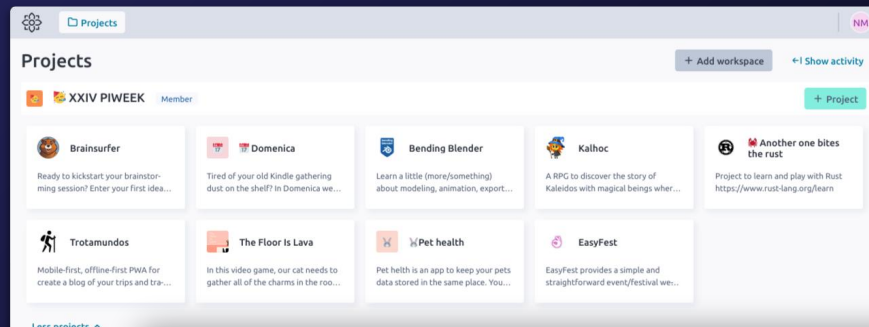 Projects
NM
Projects
+ Add workspace
Show activity
XXIV PIWEEK
Member
+ Project
Brainsurfer
Ready to kickstart your brainstor-
ming session? Enter your first idea...
Domenica
Tired of your old Kindle gathering
dust on the shelf? In Domenica we...
Bending Blender
Learn a little (more/something)
about modeling, animation, export...
Kalhoc
A RPG to discover the story of
Kaleidos with magical beings wher...
Another one bites
the rust
Project to learn and play with Rust
https://www.rust-lang.org/learn
Trotamundos
Mobile-first, offline-first PWA for
create a blog of your trips and tra-...
The Floor Is Lava
In this video game, our cat needs to
gather all of the charms in the roo...
Pet health
Pet helth is an app to keep your pets
data stored in the same place. You...
EasyFest
EasyFest provides a simple and
straightforward event/festival we-...
Less projects